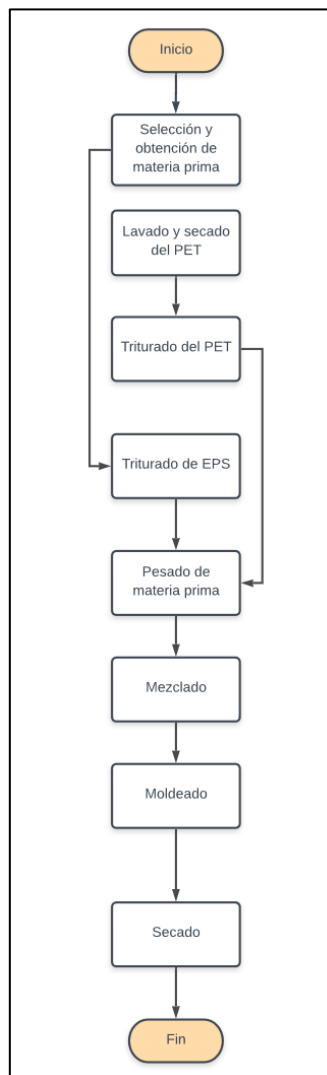 Inicio
Selección y
obtención de
materia prima
Lavado y secado
del PET
Triturado del PET
Triturado de EPS
Pesado de
materia prima
Mezclado
Moldeado
Secado
Fin